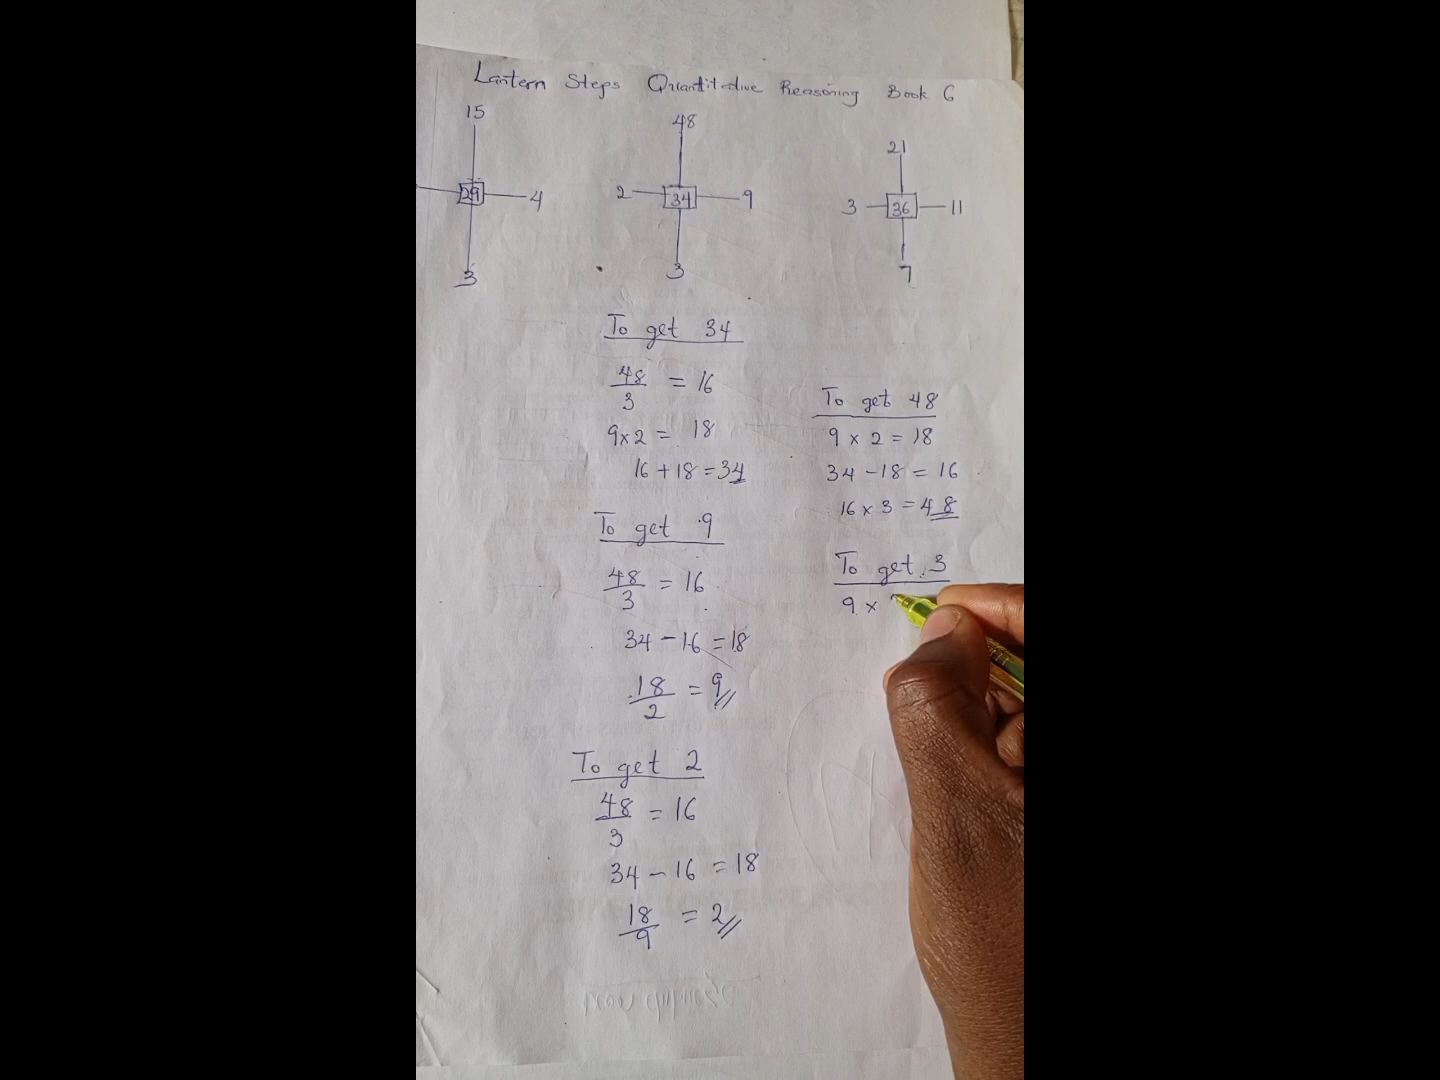 Lantern Steps Quantitative Reasoning Book 6
15
29
4
3
48
2
34
9
3
21
3
36
11
7
To get 34
48/3 = 16
9x2 = 18
16 + 18 = 34
To get 9
48/3 = 16
34 - 16 = 18
18/2 = 9
To get 2
48/3 = 16
34 - 16 = 18
18/9 = 2
To get 48
9 x 2 = 18
34 - 18 = 16
16 x 3 = 48
To get 3
9 x